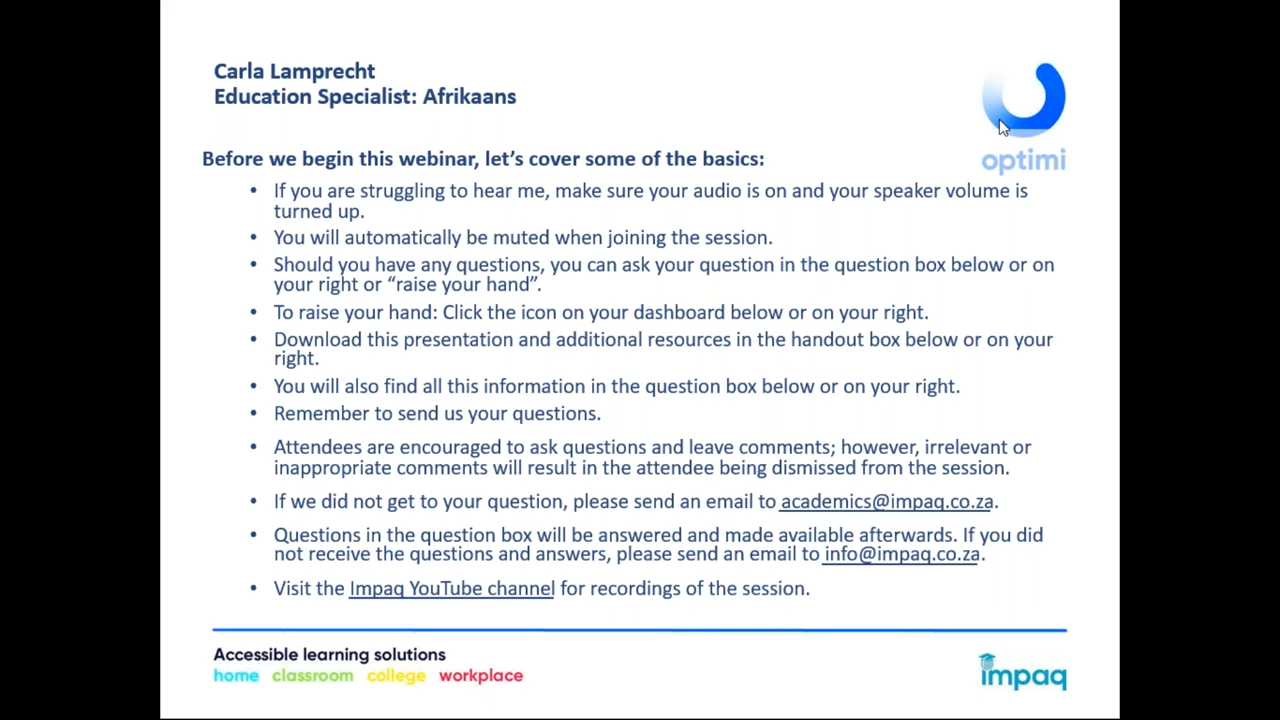 Carla Lamprecht
Education Specialist: Afrikaans
optimi
Before we begin this webinar, let's cover some of the basics:
• If you are struggling to hear me, make sure your audio is on and your speaker volume is
turned up.
• You will automatically be muted when joining the session.
• Should you have any questions, you can ask your question in the question box below or on
your right or “raise your hand”.
• To raise your hand: Click the icon on your dashboard below or on your right.
• Download this presentation and additional resources in the handout box below or on your
right.
• You will also find all this information in the question box below or on your right.
• Remember to send us your questions.
• Attendees are encouraged to ask questions and leave comments; however, irrelevant or
inappropriate comments will result in the attendee being dismissed from the session.
• If we did not get to your question, please send an email to academics@impaq.co.za.
• Questions in the question box will be answered and made available afterwards. If you did
not receive the questions and answers, please send an email to info@impaq.co.za.
• Visit the Impaq YouTube channel for recordings of the session.
Accessible learning solutions
home classroom college workplace
impaq